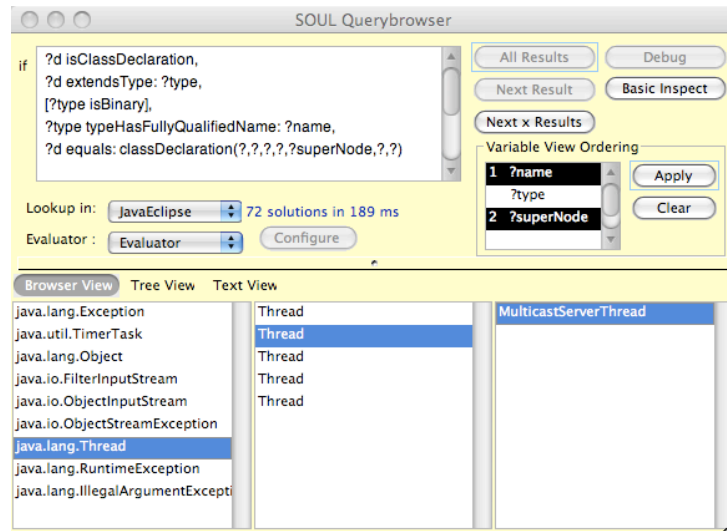 SOUL Querybrowser
if
?d isClassDeclaration,
?d extendsType: ?type,
[?type isBinary],
?type typeHasFullyQualifiedName: ?name,
?d equals: classDeclaration(?,?,?,?,?superNode,?,?)
All Results
Debug
Next Result
Basic Inspect
Next x Results
Variable View Ordering
1 ?name
?type
2 ?superNode
Apply
Clear
Lookup in: JavaEclipse 72 solutions in 189 ms
Evaluator : Evaluator Configure
Browser View Tree View Text View
java.lang.Exception
java.util.TimerTask
java.lang.Object
java.io.FilterInputStream
java.io.ObjectInputStream
java.io.ObjectStreamException
java.lang.Thread
java.lang.RuntimeException
java.lang.IllegalArgumentExcepti
Thread
Thread
Thread
Thread
Thread
MulticastServerThread